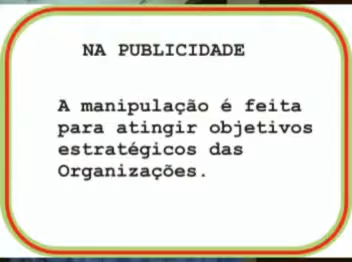 NA PUBLICIDADE
A manipulação é feita
para atingir objetivos
estratégicos das
Organizações.